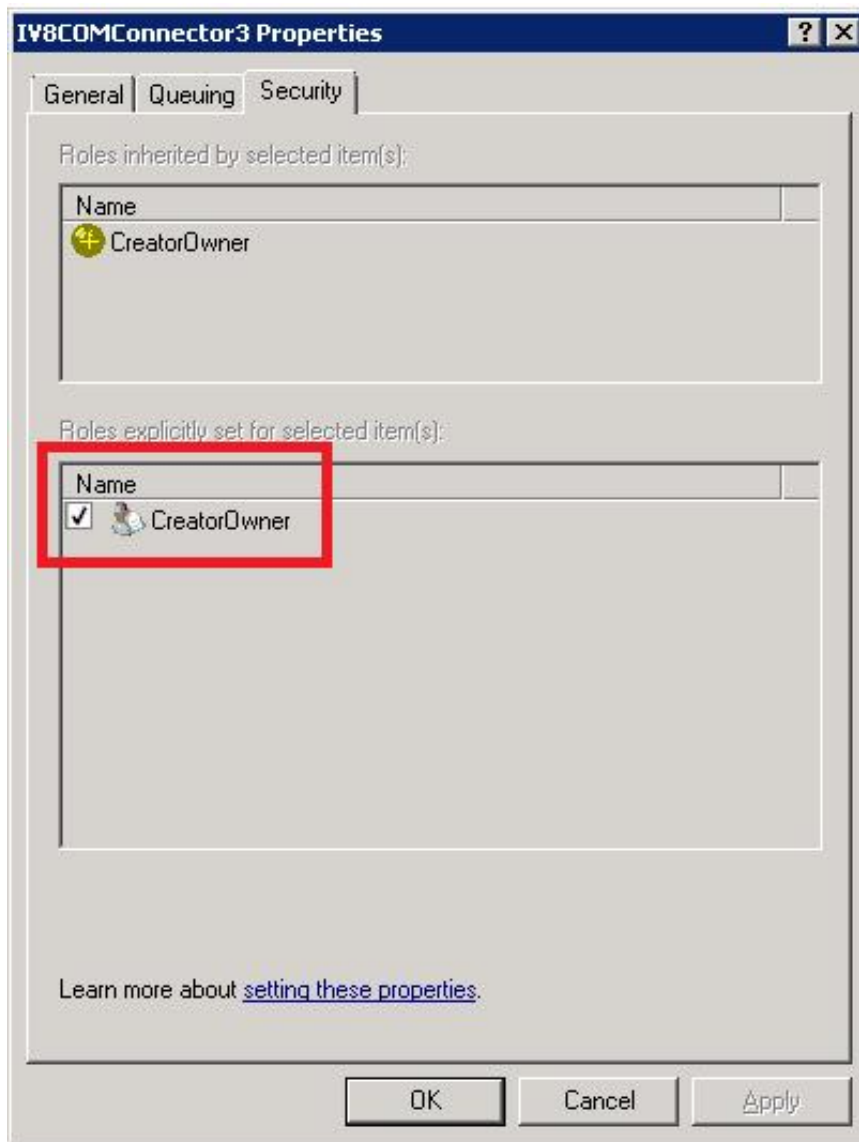 IV8COMConnector3 Properties
General Queuing Security
Roles inherited by selected item(s):
Name
CreatorOwner
Roles explicitly set for selected item(s):
Name
CreatorOwner
Learn more about setting these properties.
OK Cancel Apply